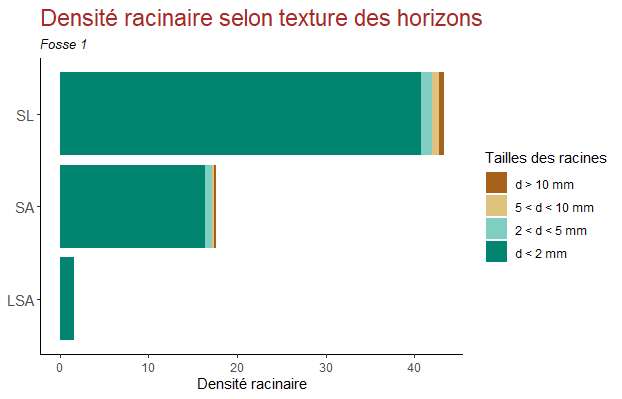 Densité racinaire selon texture des horizons
Fosse 1
SL
SA
LSA
0 10 20 30 40
Densité racinaire
Tailles des racines
d > 10 mm
5 < d < 10 mm
2 < d < 5 mm
d < 2 mm